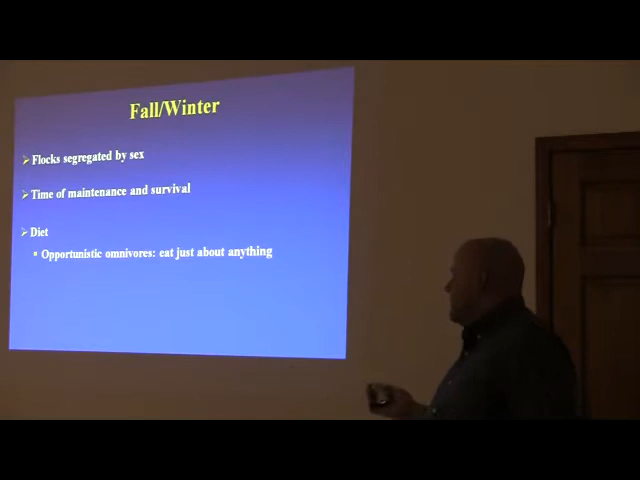 Fall/Winter
Flocks segregated by sex
Time of maintenance and survival
Diet
Opportunistic omnivores: eat just about anything